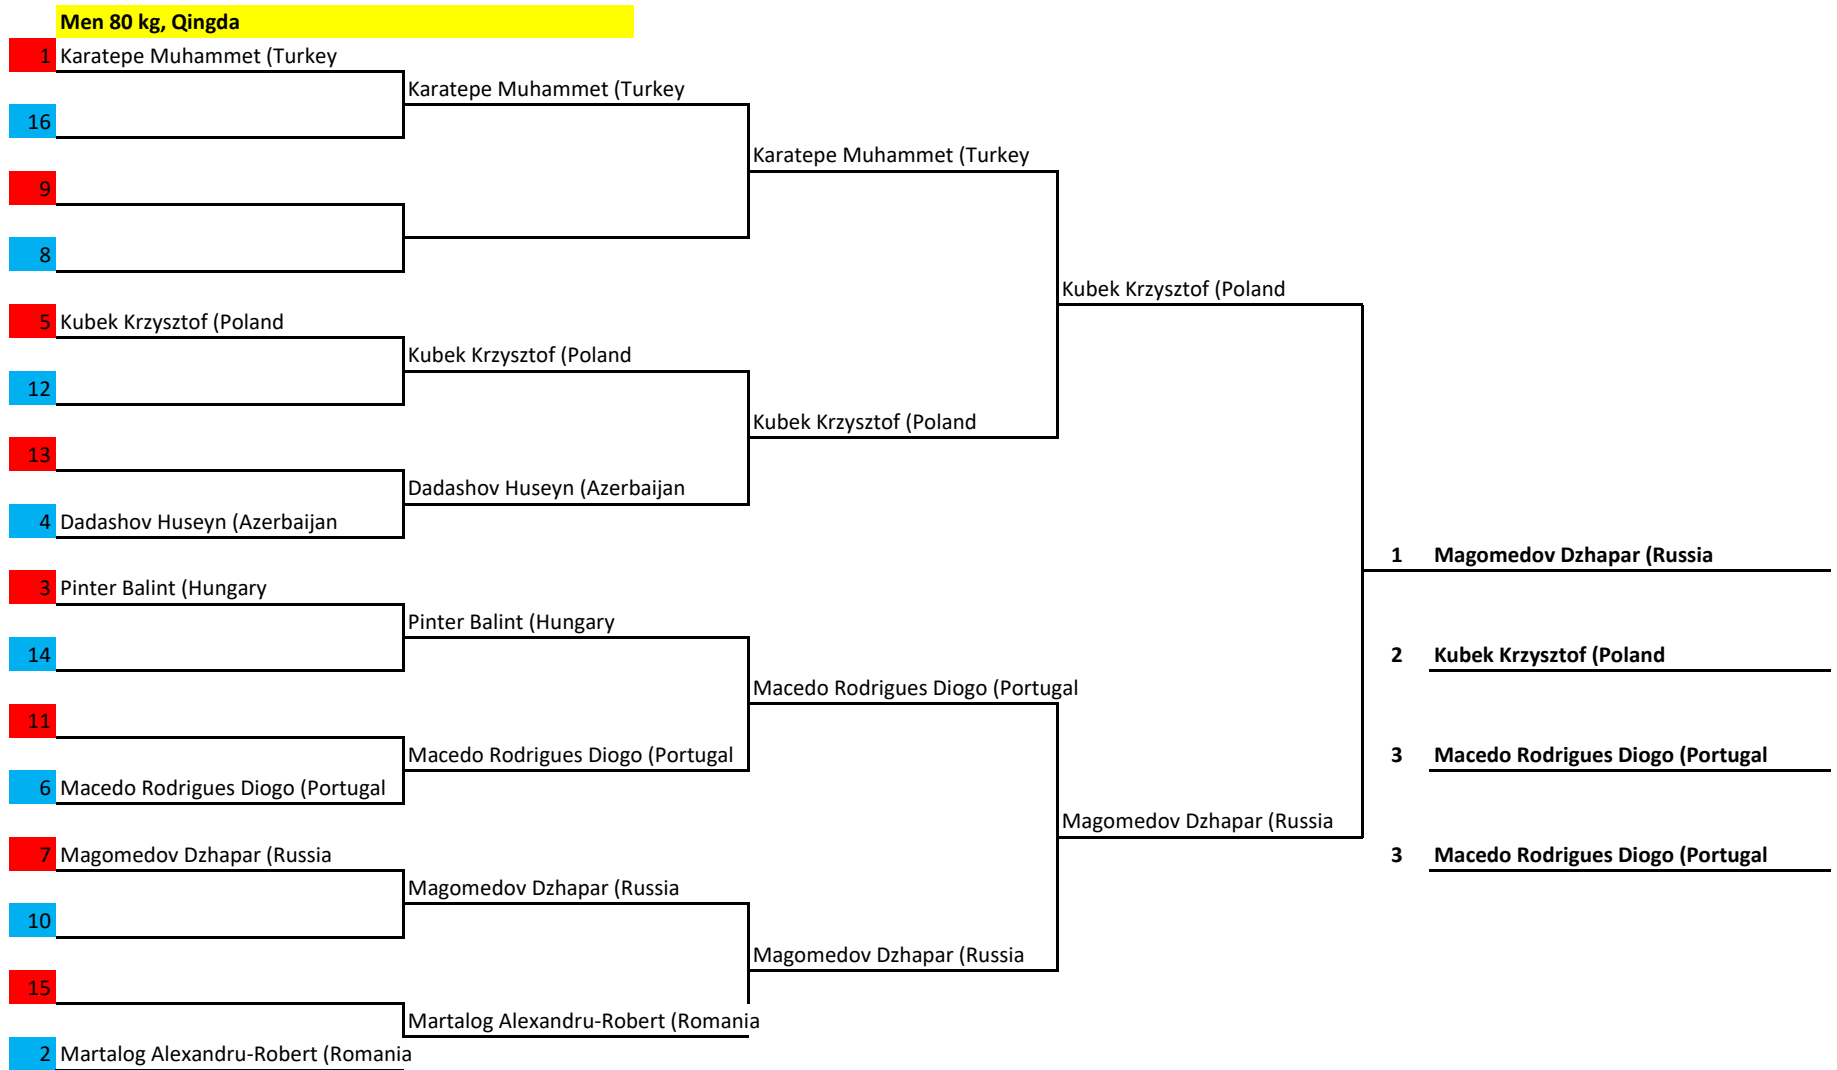 Men 80 kg, Qingda
1 Karatepe Muhammet (Turkey
Karatepe Muhammet (Turkey
16
Karatepe Muhammet (Turkey
9
8
Kubek Krzysztof (Poland
5 Kubek Krzysztof (Poland
Kubek Krzysztof (Poland
12
Kubek Krzysztof (Poland
13
Dadashov Huseyn (Azerbaijan
4 Dadashov Huseyn (Azerbaijan
1 Magomedov Dzhapar (Russia
3 Pinter Balint (Hungary
Pinter Balint (Hungary
14
2 Kubek Krzysztof (Poland
Macedo Rodrigues Diogo (Portugal
11
Macedo Rodrigues Diogo (Portugal
3 Macedo Rodrigues Diogo (Portugal
6 Macedo Rodrigues Diogo (Portugal
Magomedov Dzhapar (Russia
7 Magomedov Dzhapar (Russia
3 Macedo Rodrigues Diogo (Portugal
Magomedov Dzhapar (Russia
10
Magomedov Dzhapar (Russia
15
Martalog Alexandru-Robert (Romania
2 Martalog Alexandru-Robert (Romania